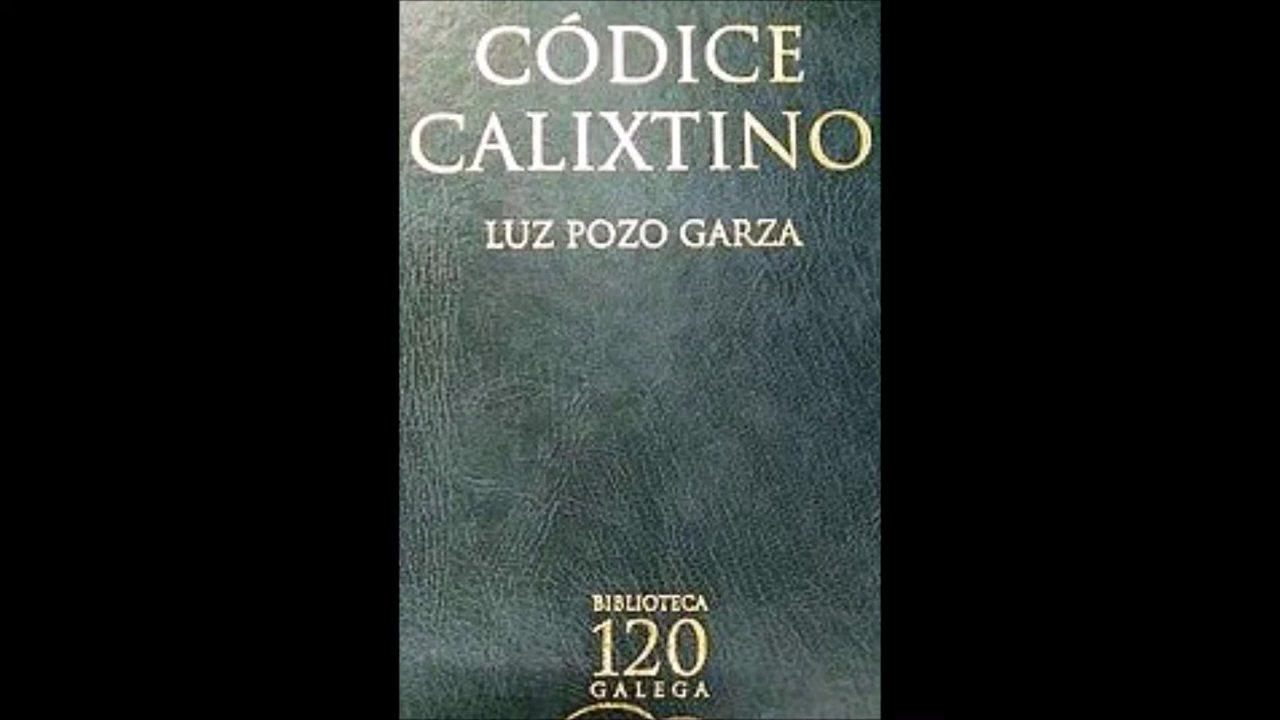 CÓDICE
CALIXTINO
LUZ POZO GARZA
BIBLIOTECA
120
GALEGA